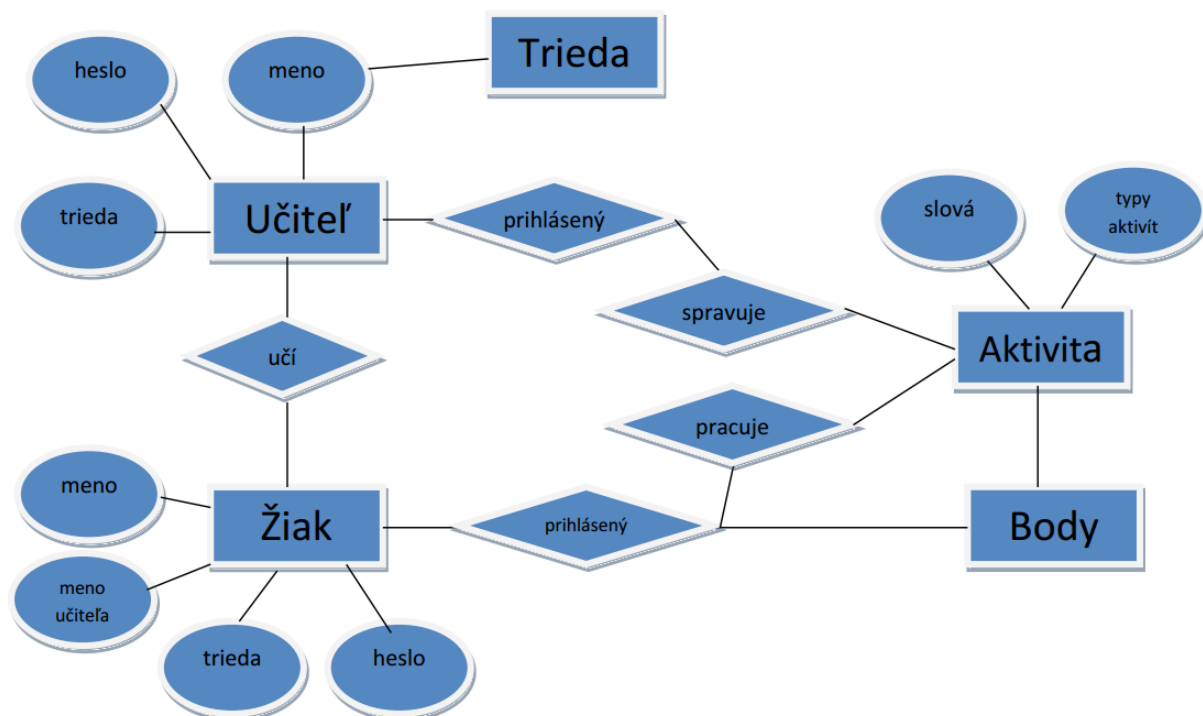 Trieda
heslo
meno
trieda
Učiteľ
prihlásený
slová
typy
aktivít
spravuje
Aktivita
učí
pracuje
meno
Žiak
prihlásený
Body
meno
učiteľa
trieda
heslo